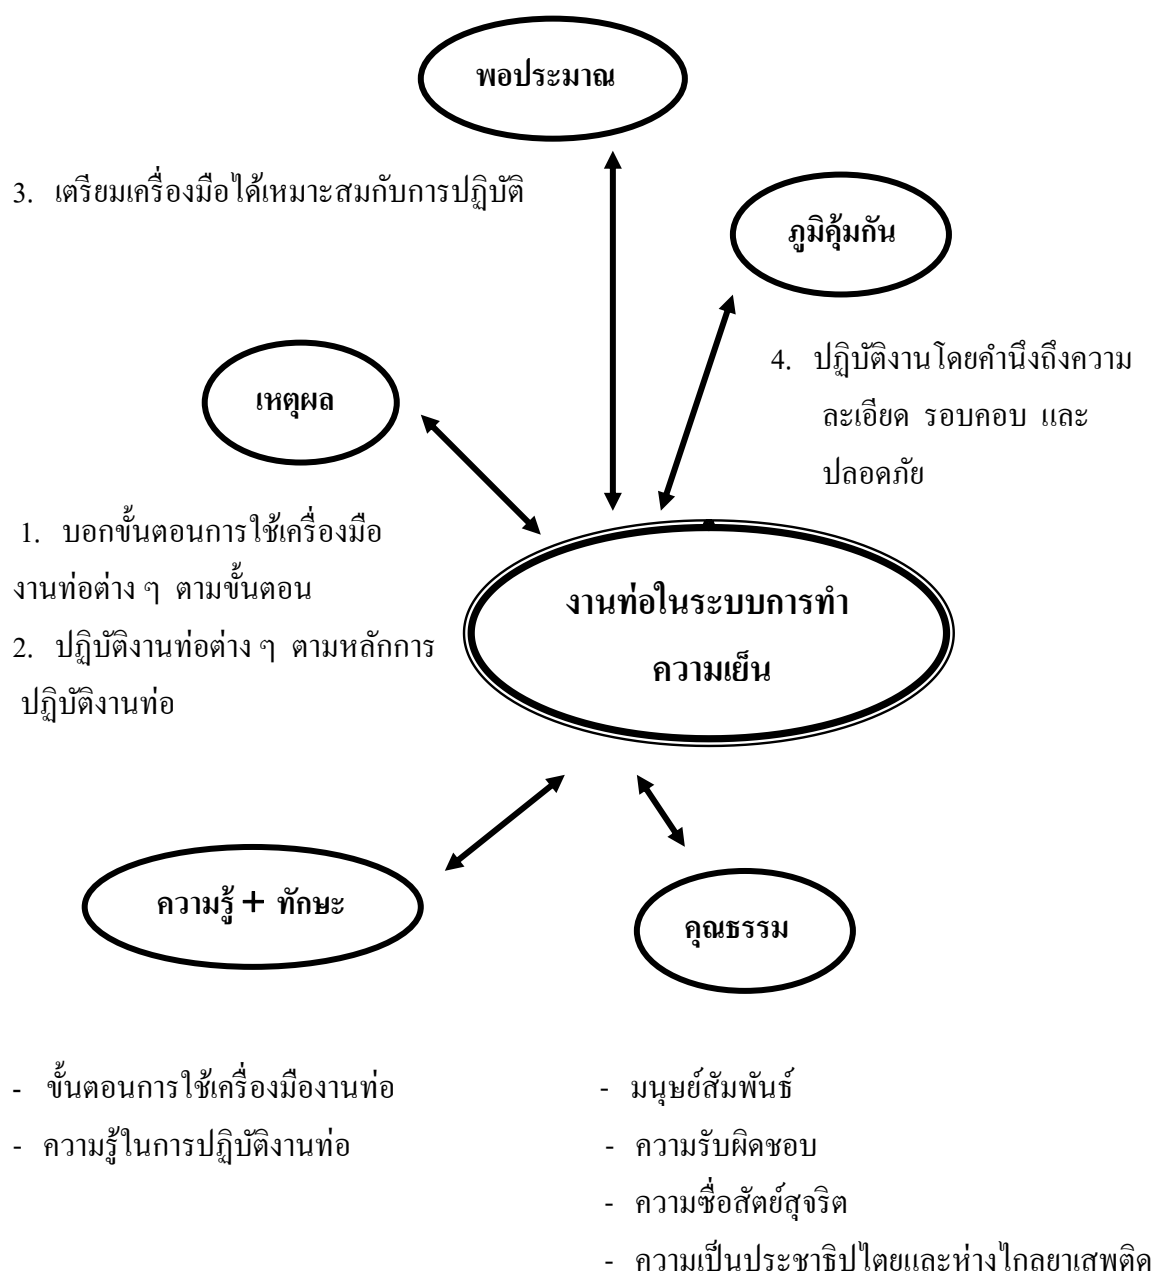 พอประมาณ
3. เตรียมเครื่องมือได้เหมาะสมกับการปฏิบัติ
ภูมิคุ้มกัน
4. ปฏิบัติงานโดยคำนึงถึงความ
ละเอียด รอบคอบ และ
ปลอดภัย
เหตุผล
1. บอกขั้นตอนการใช้เครื่องมือ
งานท่อต่าง ๆ ตามขั้นตอน
2. ปฏิบัติงานท่อต่าง ๆ ตามหลักการ
ปฏิบัติงานท่อ
งานท่อในระบบการทำ
ความเย็น
ความรู้ + ทักษะ
คุณธรรม
- ขั้นตอนการใช้เครื่องมืองานท่อ
- ความรู้ในการปฏิบัติงานท่อ
- มนุษย์สัมพันธ์
- ความรับผิดชอบ
- ความซื่อสัตย์สุจริต
- ความเป็นประชาธิปไตยและห่างไกลยาเสพติด